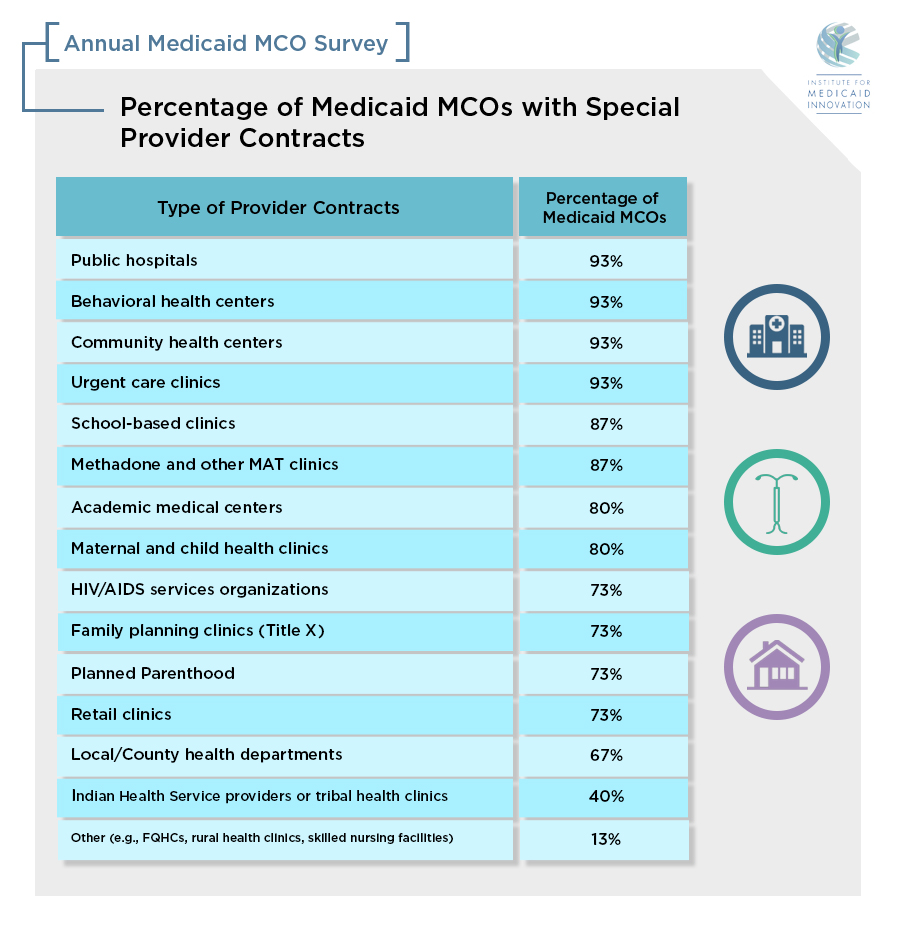 Annual Medicaid MCO Survey
INSTITUTE FOR
MEDICAID
INNOVATION
Percentage of Medicaid MCOs with Special
Provider Contracts
Type of Provider Contracts
Percentage of
Medicaid MCOs
Public hospitals 93%
Behavioral health centers 93%
Community health centers 93%
Urgent care clinics 93%
School-based clinics 87%
Methadone and other MAT clinics 87%
Academic medical centers 80%
Maternal and child health clinics 80%
HIV/AIDS services organizations 73%
Family planning clinics (Title X) 73%
Planned Parenthood 73%
Retail clinics 73%
Local/County health departments 67%
Indian Health Service providers or tribal health clinics 40%
Other (e.g., FQHCs, rural health clinics, skilled nursing facilities) 13%